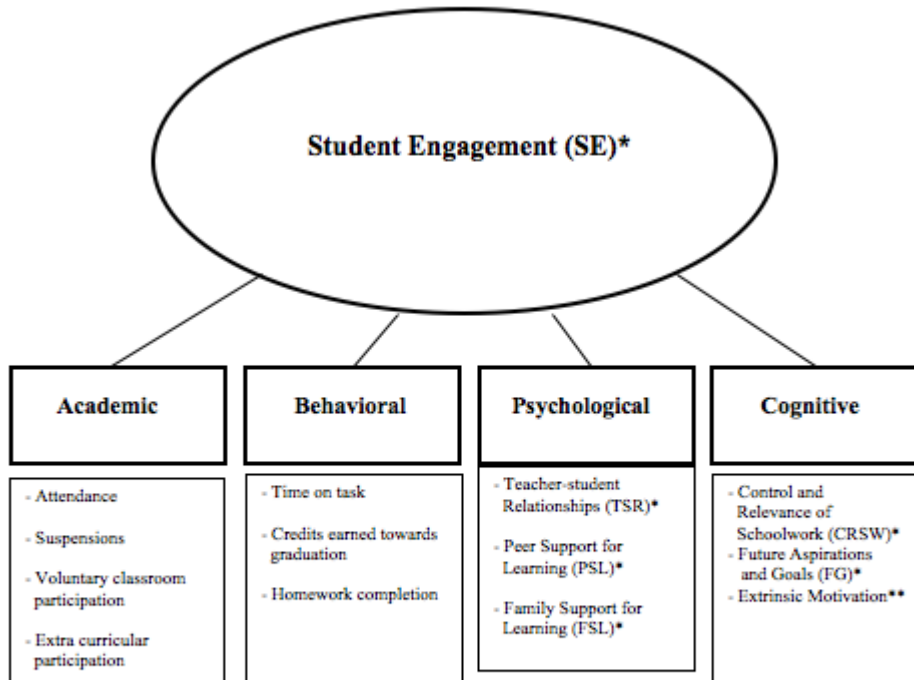 Student Engagement (SE)*
Academic
Behavioral
Psychological
Cognitive
- Attendance
- Suspensions
- Voluntary classroom
participation
- Extra curricular
participation
- Time on task
- Credits earned towards
graduation
- Homework completion
- Teacher-student
Relationships (TSR)*
- Peer Support for
Learning (PSL)*
- Family Support for
Learning (FSL)*
- Control and
Relevance of
Schoolwork (CRSW)*
- Future Aspirations
and Goals (FG)*
- Extrinsic Motivation**